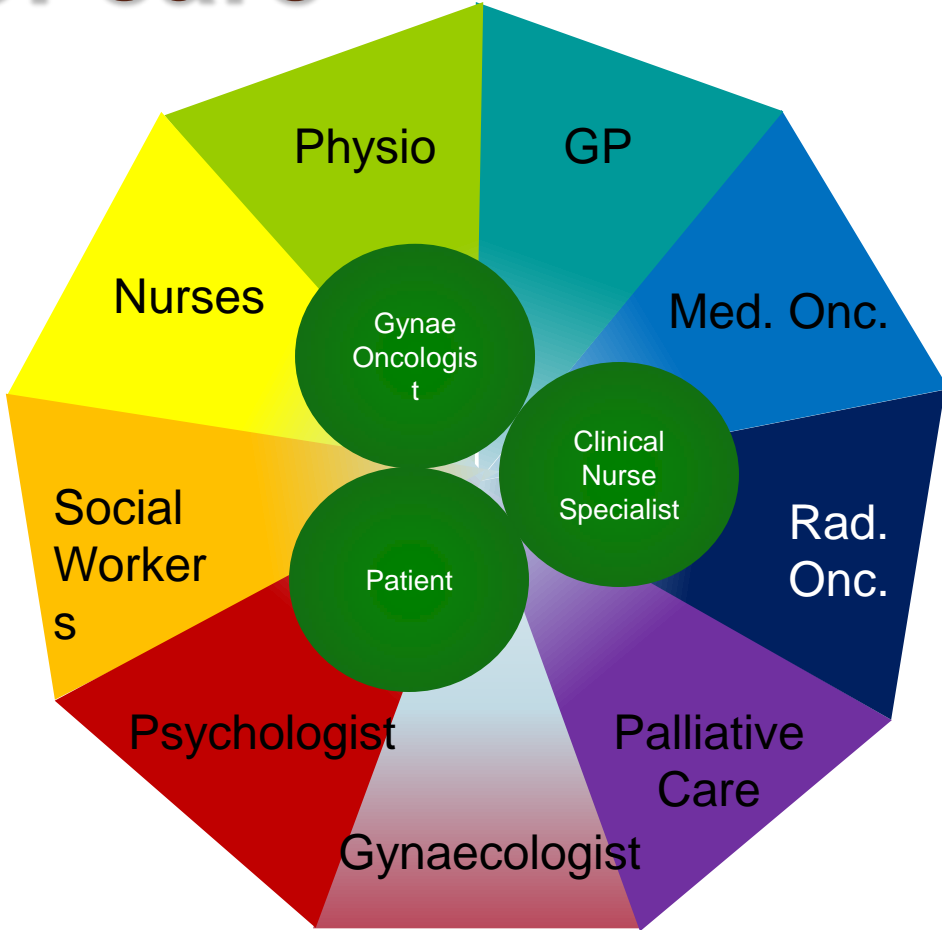 care
Physio
GP
Nurses
Med. Onc.
Gynae
Oncologis
t
Clinical
Nurse
Specialist
Social
Worker
s
Rad.
Onc.
Patient
Psychologist
Palliative
Care
Gynaecologist